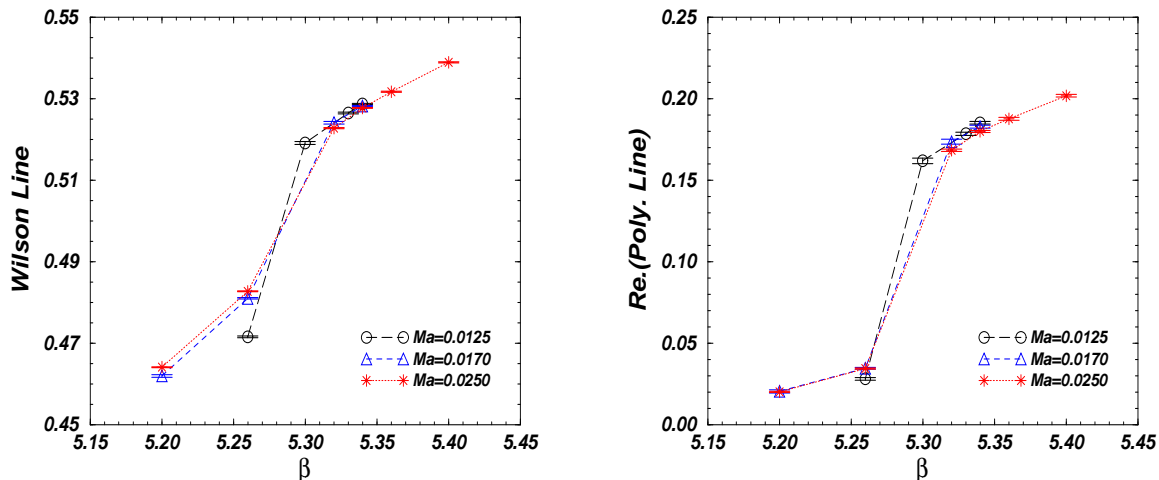 Wilson Line
0.55
0.53
0.51
0.49
0.47
0.45
5.15 5.20 5.25 5.30 5.35 5.40 5.45
β
Ma=0.0125
Ma=0.0170
Ma=0.0250
Re.(Poly. Line)
0.25
0.20
0.15
0.10
0.05
0.00
5.15 5.20 5.25 5.30 5.35 5.40 5.45
β
Ma=0.0125
Ma=0.0170
Ma=0.0250